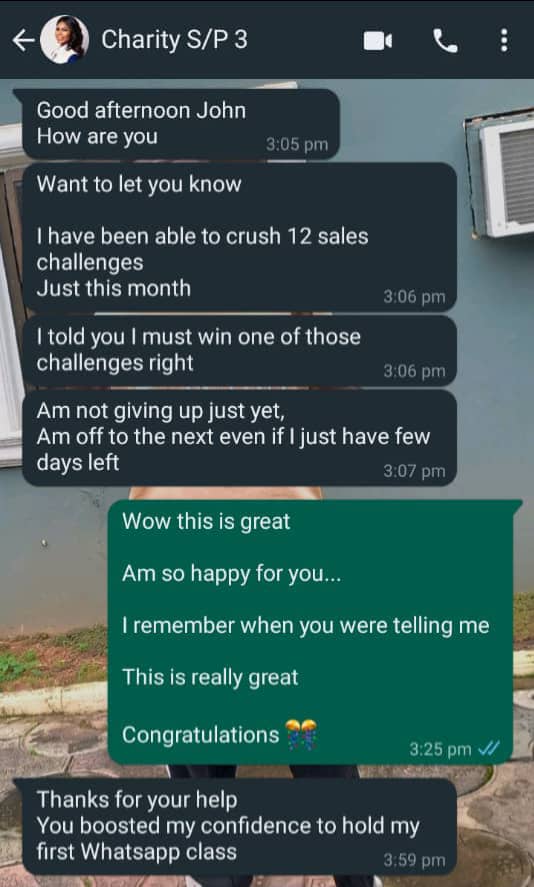 Charity S/P 3
Good afternoon John
How are you
3:05 pm
Want to let you know
I have been able to crush 12 sales
challenges
Just this month
3:06 pm
I told you I must win one of those
challenges right
3:06 pm
Am not giving up just yet,
Am off to the next even if I just have few
days left
3:07 pm
Wow this is great
Am so happy for you...
I remember when you were telling me
This is really great
Congratulations 🎊
3:25 pm
Thanks for your help
You boosted my confidence to hold my
first Whatsapp class
3:59 pm